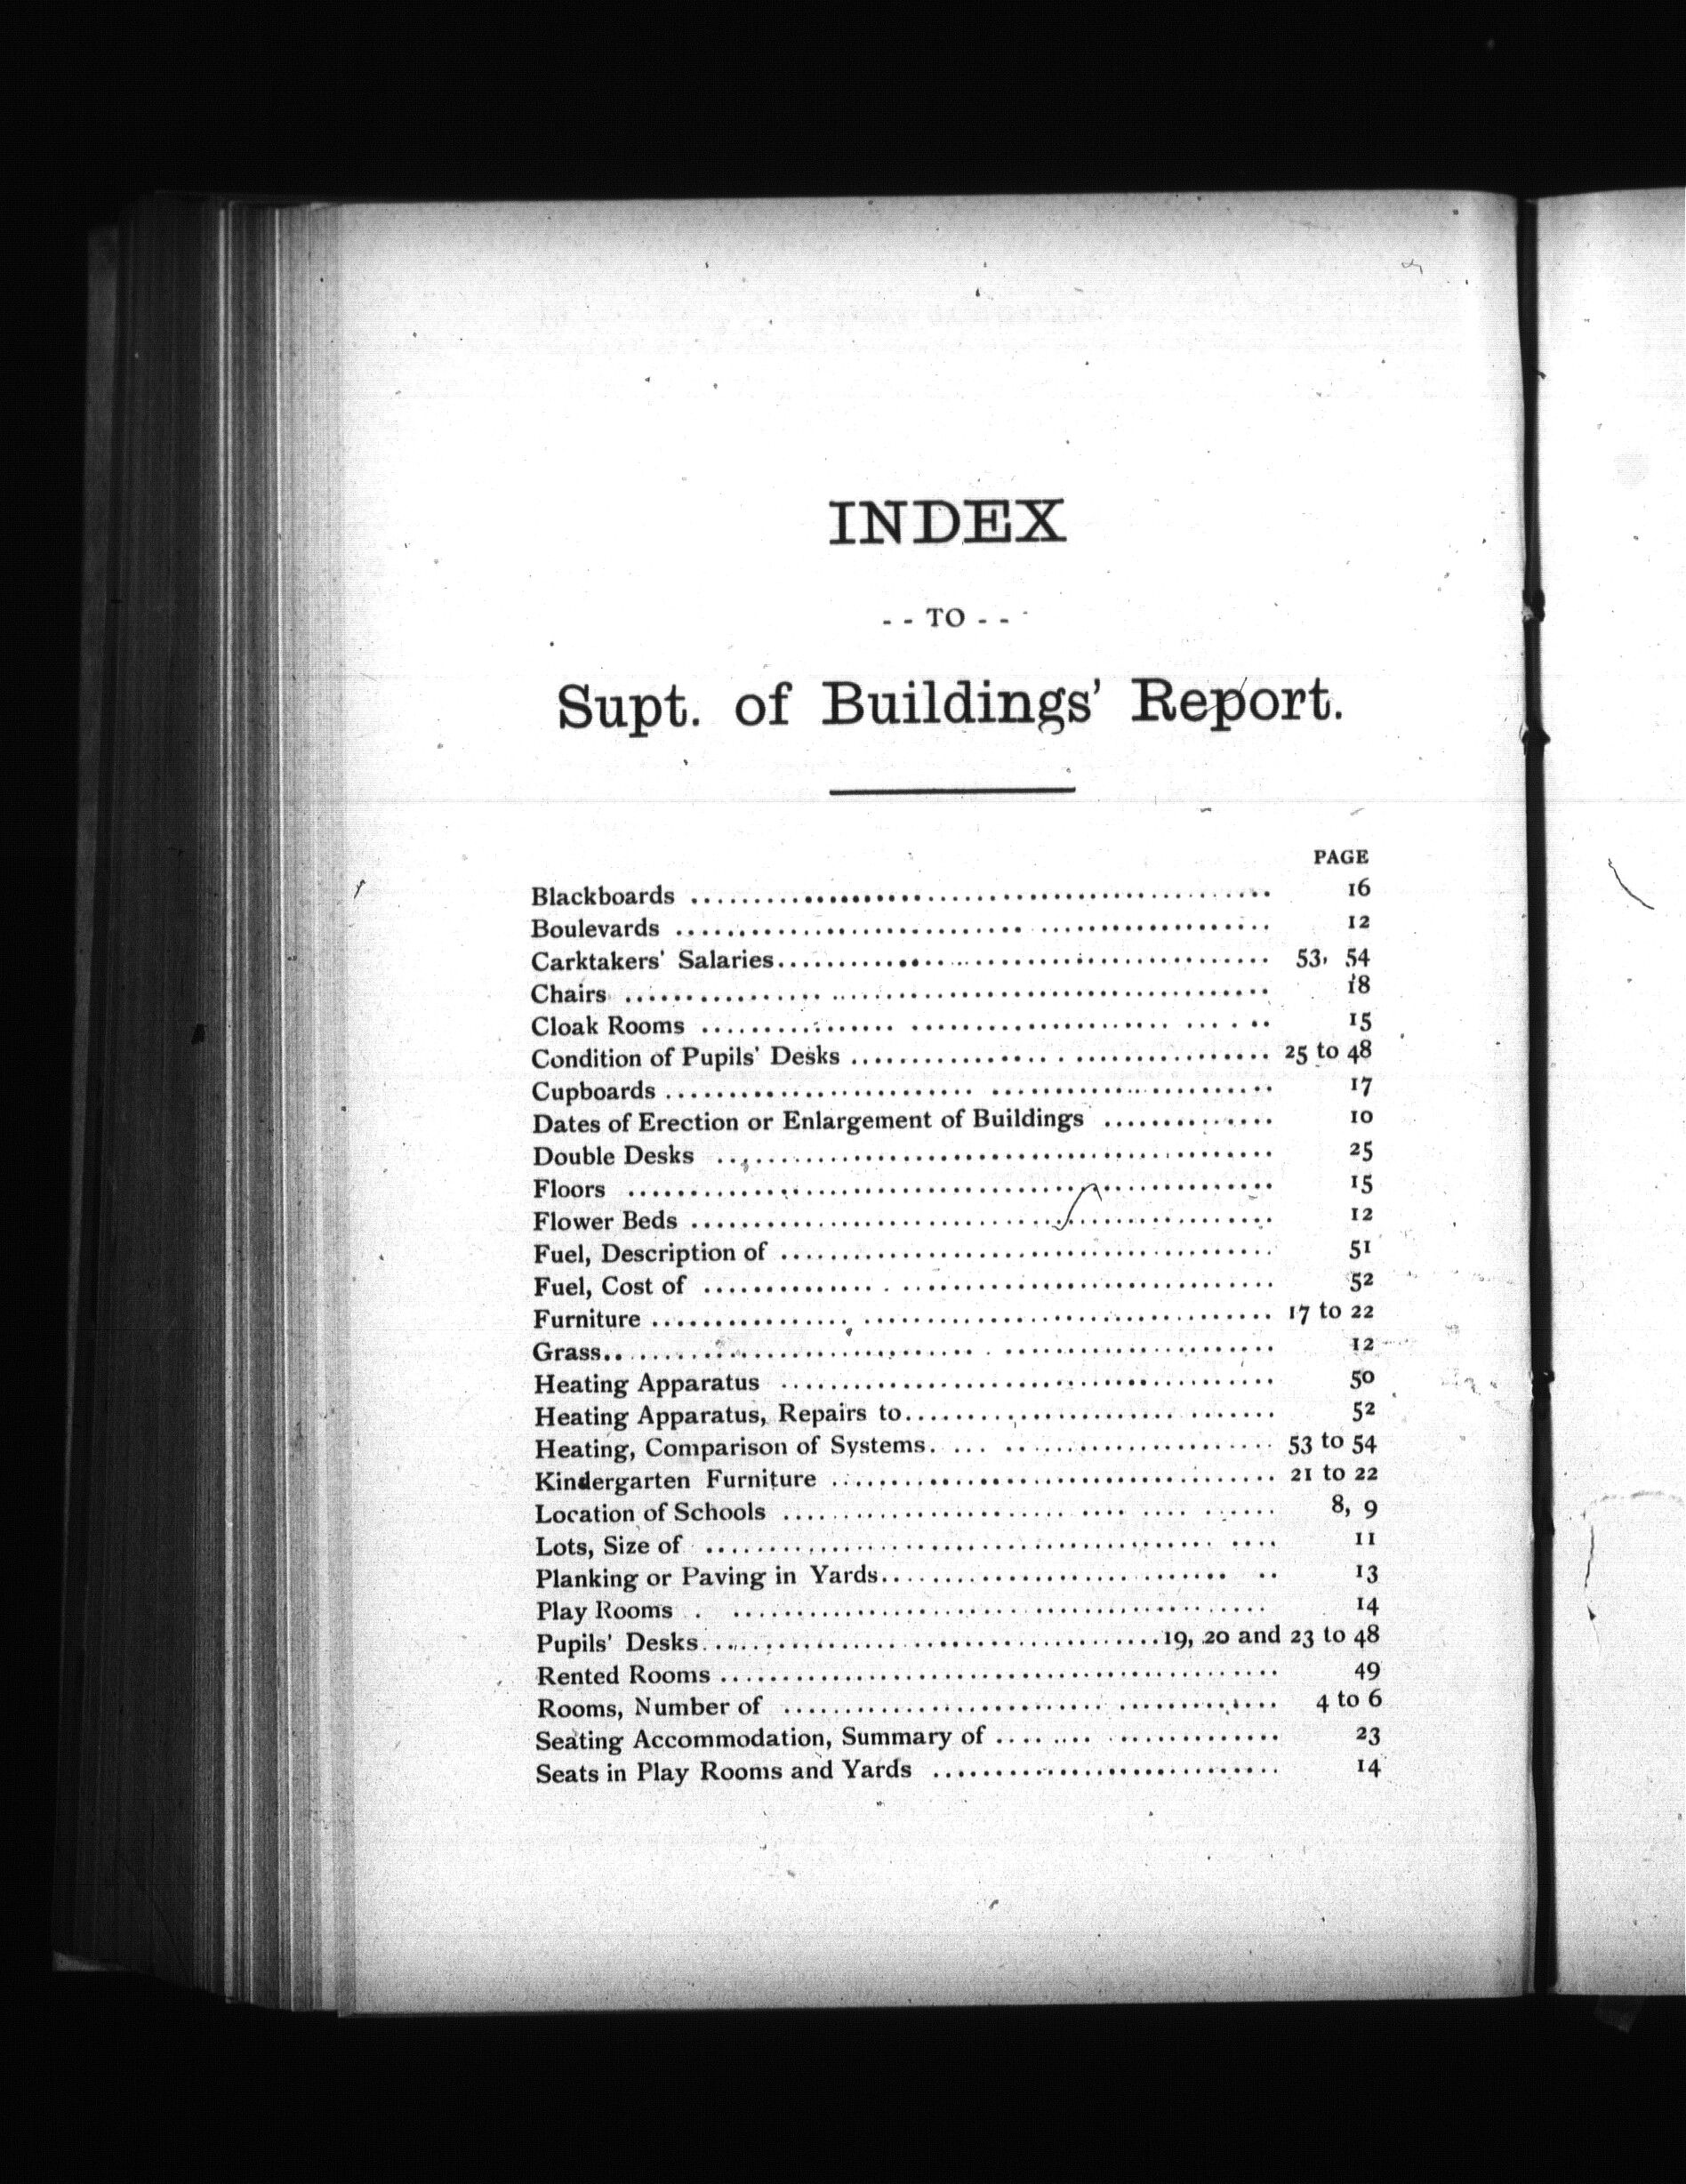 INDEX
- - TO - -
Supt. of Buildings' Report.
PAGE
Blackboards ........................................ 16
Boulevards ........................................ 12
Carktakers' Salaries........................................ 53, 54
Chairs ........................................ 18
Cloak Rooms ........................................ 15
Condition of Pupils' Desks ........................................ 25 to 48
Cupboards ........................................ 17
Dates of Erection or Enlargement of Buildings .............. 10
Double Desks ........................................ 25
Floors ........................................ 15
Flower Beds ........................................ 12
Fuel, Description of ........................................ 51
Fuel, Cost of ........................................ 52
Furniture ........................................ 17 to 22
Grass........................................ 12
Heating Apparatus ........................................ 50
Heating Apparatus, Repairs to.............................. 52
Heating, Comparison of Systems.............................. 53 to 54
Kindergarten Furniture .................................... 21 to 22
Location of Schools ........................................ 8, 9
Lots, Size of ........................................ 11
Planking or Paving in Yards.............................. 13
Play Rooms ........................................ 14
Pupils' Desks....................................19, 20 and 23 to 48
Rented Rooms ........................................ 49
Rooms, Number of ........................................ 4 to 6
Seating Accommodation, Summary of .................... 23
Seats in Play Rooms and Yards ............................ 14